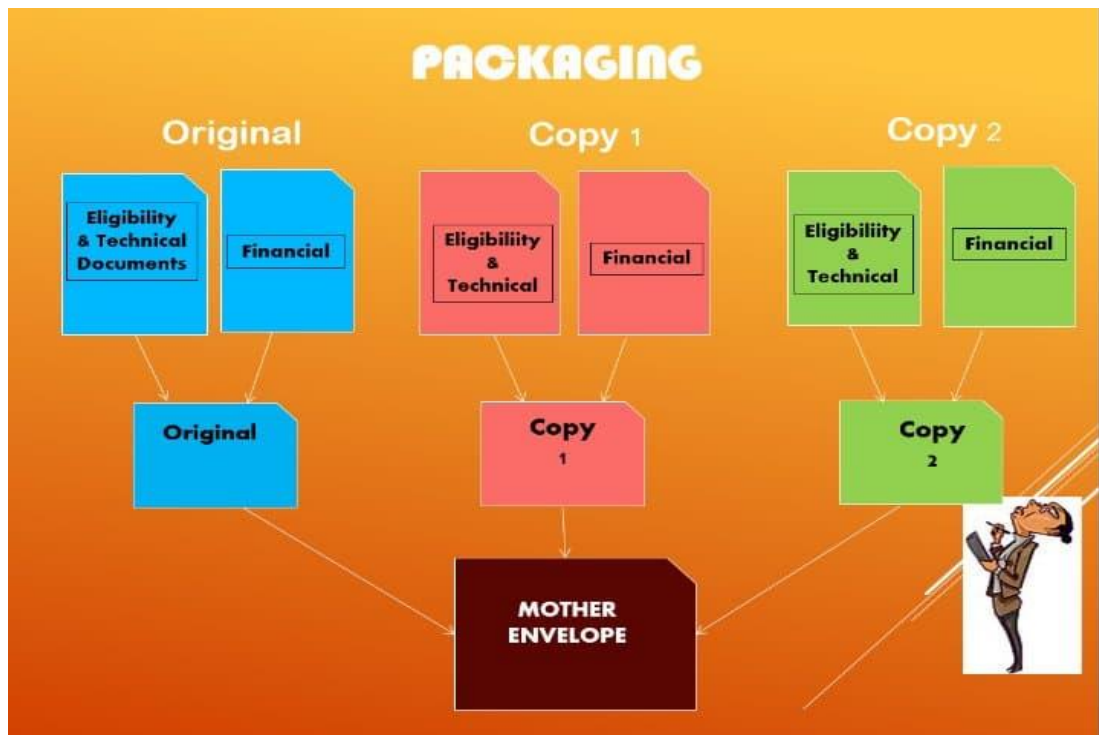 PACKAGING
Original
Copy 1
Copy 2
Eligibility
& Technical
Documents
Financial
Eligibiliity
&
Technical
Financial
Eligibiliity
&
Technical
Financial
Original
Copy
1
Copy
2
MOTHER
ENVELOPE